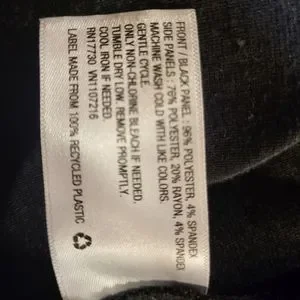 FRONT / BLACK PANEL : 96% POLYESTER, 4% SPANDEX
SIDE PANELS : 76% POLYESTER, 20% RAYON, 4% SPANDEX
MACHINE WASH COLD WITH LIKE COLORS.
GENTLE CYCLE.
ONLY NON-CHLORINE BLEACH IF NEEDED.
TUMBLE DRY LOW. REMOVE PROMPTLY.
COOL IRON IF NEEDED.
RN17730 VN1107216
LABEL MADE FROM 100% RECYCLED PLASTIC